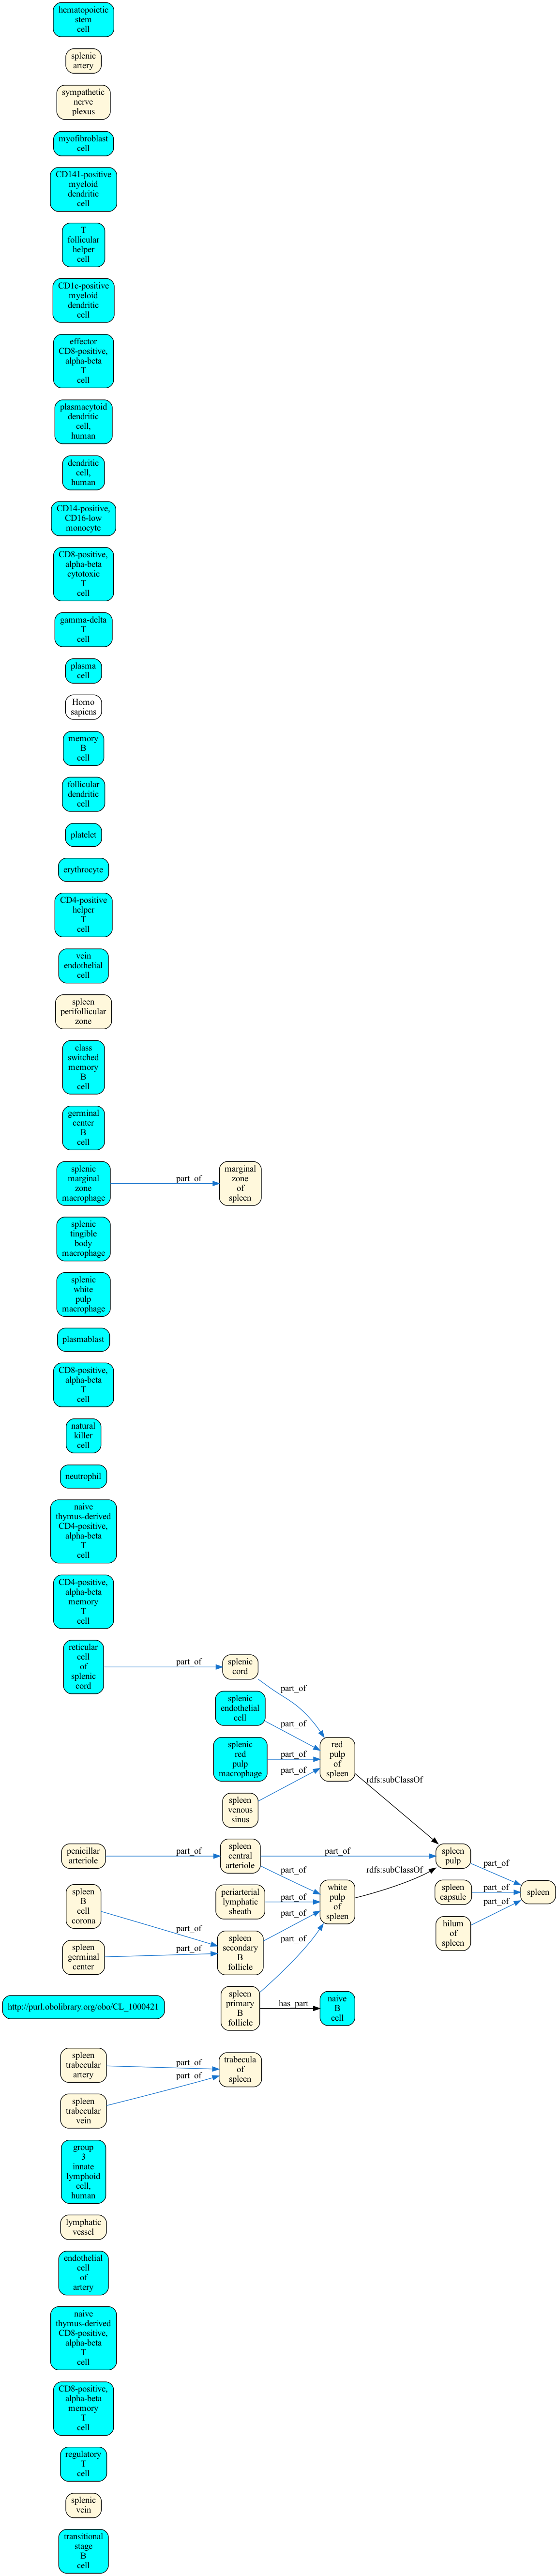 hematopoietic
stem
cell
splenic
artery
sympathetic
nerve
plexus
myofibroblast
cell
CD141-positive
myeloid
dendritic
cell
T
follicular
helper
cell
CD1c-positive
myeloid
dendritic
cell
effector
CD8-positive,
alpha-beta
T
cell
plasmacytoid
dendritic
cell,
human
dendritic
cell,
human
CD14-positive,
CD16-low
monocyte
CD8-positive,
alpha-beta
cytotoxic
T
cell
gamma-delta
T
cell
plasma
cell
Homo
sapiens
memory
B
cell
follicular
dendritic
cell
platelet
erythrocyte
CD4-positive
helper
T
cell
vein
endothelial
cell
spleen
perifollicular
zone
class
switched
memory
B
cell
germinal
center
B
cell
splenic
marginal
zone
macrophage
part_of
marginal
zone
of
spleen
splenic
tingible
body
macrophage
splenic
white
pulp
macrophage
plasmablast
CD8-positive,
alpha-beta
T
cell
natural
killer
cell
neutrophil
naive
thymus-derived
CD4-positive,
alpha-beta
T
cell
CD4-positive,
alpha-beta
memory
T
cell
reticular
cell
of
splenic
cord
part_of
splenic
cord
part_of
splenic
endothelial
cell
part_of
splenic
red
pulp
macrophage
part_of
spleen
venous
sinus
part_of
red
pulp
of
spleen
rdfs:subClassOf
penicillar
arteriole
part_of
spleen
central
arteriole
part_of
part_of
spleen
pulp
part_of
periarterial
lymphatic
sheath
part_of
white
pulp
of
spleen
rdfs:subClassOf
spleen
capsule
part_of
spleen
hilum
of
spleen
part_of
spleen
B
cell
corona
part_of
spleen
germinal
center
part_of
spleen
secondary
B
follicle
part_of
spleen
primary
B
follicle
part_of
has_part
naive
B
cell
http://purl.obolibrary.org/obo/CL_1000421
spleen
trabecular
artery
part_of
spleen
trabecular
vein
part_of
trabecula
of
spleen
group
3
innate
lymphoid
cell,
human
lymphatic
vessel
endothelial
cell
of
artery
naive
thymus-derived
CD8-positive,
alpha-beta
T
cell
CD8-positive,
alpha-beta
memory
T
cell
regulatory
T
cell
splenic
vein
transitional
stage
B
cell